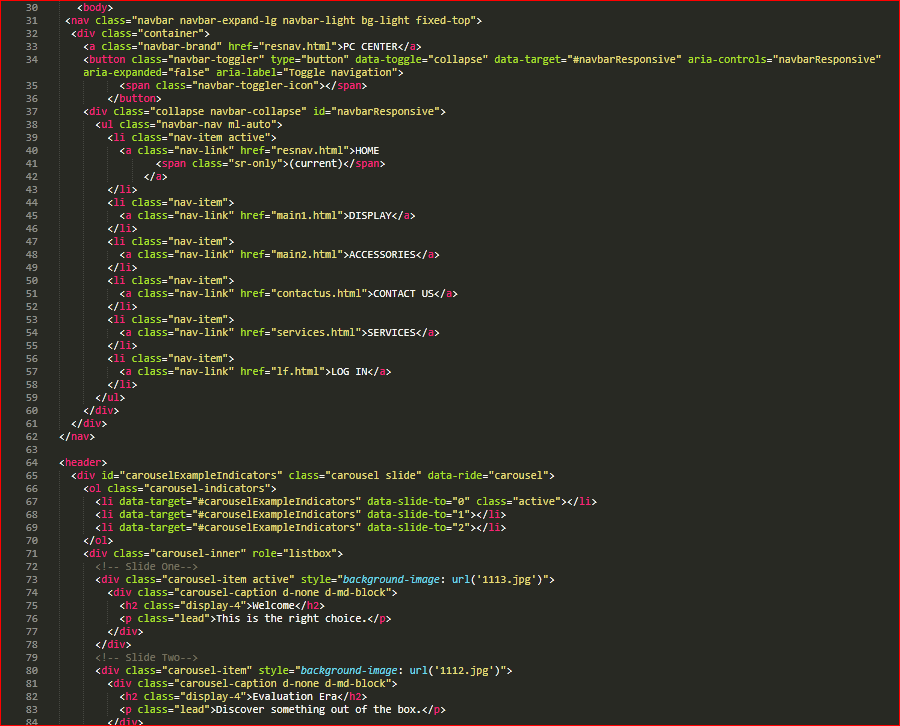 30 <body>
31 <nav class="navbar navbar-expand-lg navbar-light bg-light fixed-top">
32 <div class="container">
33 <a class="navbar-brand" href="resnav.html">PC CENTER</a>
34 <button class="navbar-toggler" type="button" data-toggle="collapse" data-target="#navbarResponsive" aria-controls="navbarResponsive"
aria-expanded="false" aria-label="Toggle navigation">
35 <span class="navbar-toggler-icon"></span>
36 </button>
37 <div class="collapse navbar-collapse" id="navbarResponsive">
38 <ul class="navbar-nav ml-auto">
39 <li class="nav-item active">
40 <a class="nav-link" href="resnav.html">HOME
41 <span class="sr-only">(current)</span>
42 </a>
43 </li>
44 <li class="nav-item">
45 <a class="nav-link" href="main1.html">DISPLAY</a>
46 </li>
47 <li class="nav-item">
48 <a class="nav-link" href="main2.html">ACCESSORIES</a>
49 </li>
50 <li class="nav-item">
51 <a class="nav-link" href="contactus.html">CONTACT US</a>
52 </li>
53 <li class="nav-item">
54 <a class="nav-link" href="services.html">SERVICES</a>
55 </li>
56 <li class="nav-item">
57 <a class="nav-link" href="lf.html">LOG IN</a>
58 </li>
59 </ul>
60 </div>
61 </div>
62 </nav>
63
64 <header>
65 <div id="carouselExampleIndicators" class="carousel slide" data-ride="carousel">
66 <ol class="carousel-indicators">
67 <li data-target="#carouselExampleIndicators" data-slide-to="0" class="active"></li>
68 <li data-target="#carouselExampleIndicators" data-slide-to="1"></li>
69 <li data-target="#carouselExampleIndicators" data-slide-to="2"></li>
70 </ol>
71 <div class="carousel-inner" role="listbox">
72 <!-- Slide One-->
73 <div class="carousel-item active" style="background-image: url('1113.jpg')">
74 <div class="carousel-caption d-none d-md-block">
75 <h2 class="display-4">Welcome</h2>
76 <p class="lead">This is the right choice.</p>
77 </div>
78 </div>
79 <!-- Slide Two-->
80 <div class="carousel-item" style="background-image: url('1112.jpg')">
81 <div class="carousel-caption d-none d-md-block">
82 <h2 class="display-4">Evaluation Era</h2>
83 <p class="lead">Discover something out of the box.</p>
84 </div>